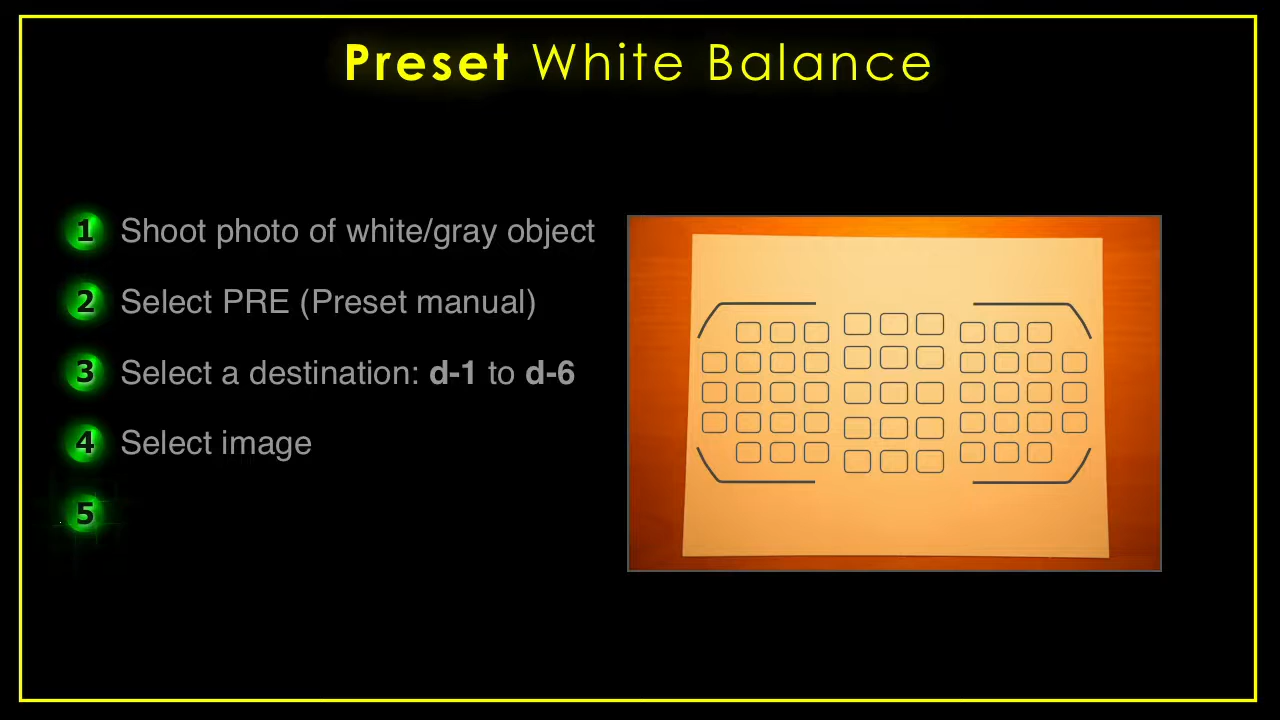 Preset White Balance
1 Shoot photo of white/gray object
2 Select PRE (Preset manual)
3 Select a destination: d-1 to d-6
4 Select image
5